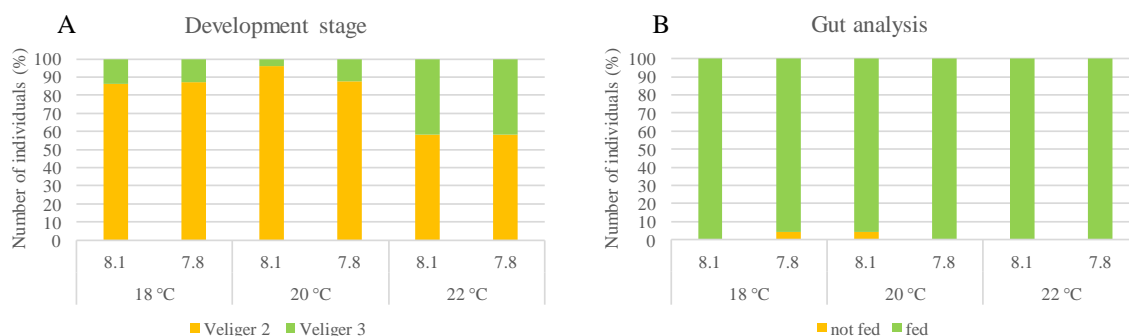 A
Development stage
Number of individuals (%)
100
90
80
70
60
50
40
30
20
10
0
8.1 7.8 8.1 7.8 8.1 7.8
18 °C 20 °C 22 °C
Veliger 2 Veliger 3
B
Gut analysis
Number of individuals (%)
100
90
80
70
60
50
40
30
20
10
0
8.1 7.8 8.1 7.8 8.1 7.8
18 °C 20 °C 22 °C
not fed fed